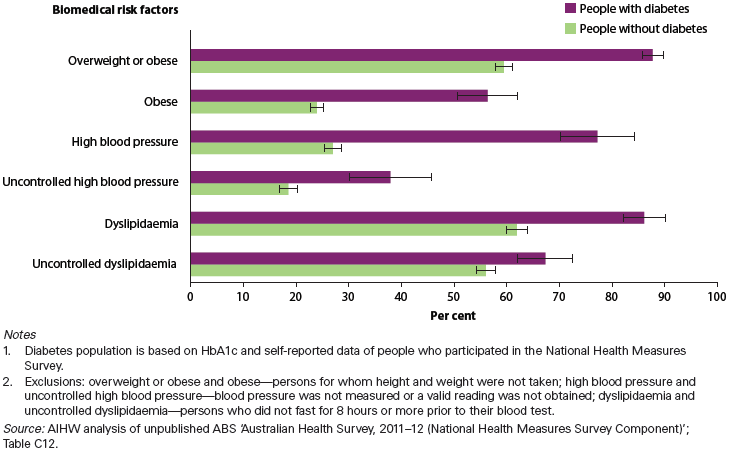 Biomedical risk factors
People with diabetes
People without diabetes
Overweight or obese
Obese
High blood pressure
Uncontrolled high blood pressure
Dyslipidaemia
Uncontrolled dyslipidaemia
0 10 20 30 40 50 60 70 80 90 100
Per cent
Notes
1. Diabetes population is based on HbA1c and self-reported data of people who participated in the National Health Measures
Survey.
2. Exclusions: overweight or obese and obese—persons for whom height and weight were not taken; high blood pressure and
uncontrolled high blood pressure—blood pressure was not measured or a valid reading was not obtained; dyslipidaemia and
uncontrolled dyslipidaemia—persons who did not fast for 8 hours or more prior to their blood test.
Source: AIHW analysis of unpublished ABS 'Australian Health Survey, 2011–12 (National Health Measures Survey Component)';
Table C12.